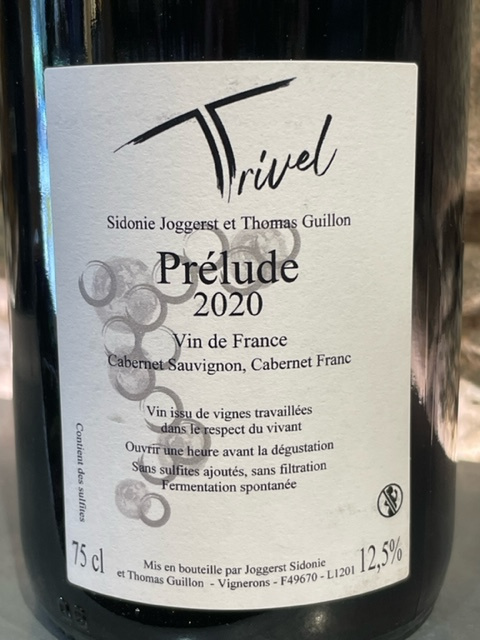 Trivel
Sidonie Joggerst et Thomas Guillon
Prélude
2020
Vin de France
Cabernet Sauvignon, Cabernet Franc
Vin issu de vignes travaillées
dans le respect du vivant
Ouvrir une heure avant la dégustation
Sans sulfites ajoutés, sans filtration
Fermentation spontanée
Contient des sulfites
75 cl
Mis en bouteille par Joggerst Sidonie
et Thomas Guillon - Vignerons - F49670 - L1201
12,5%